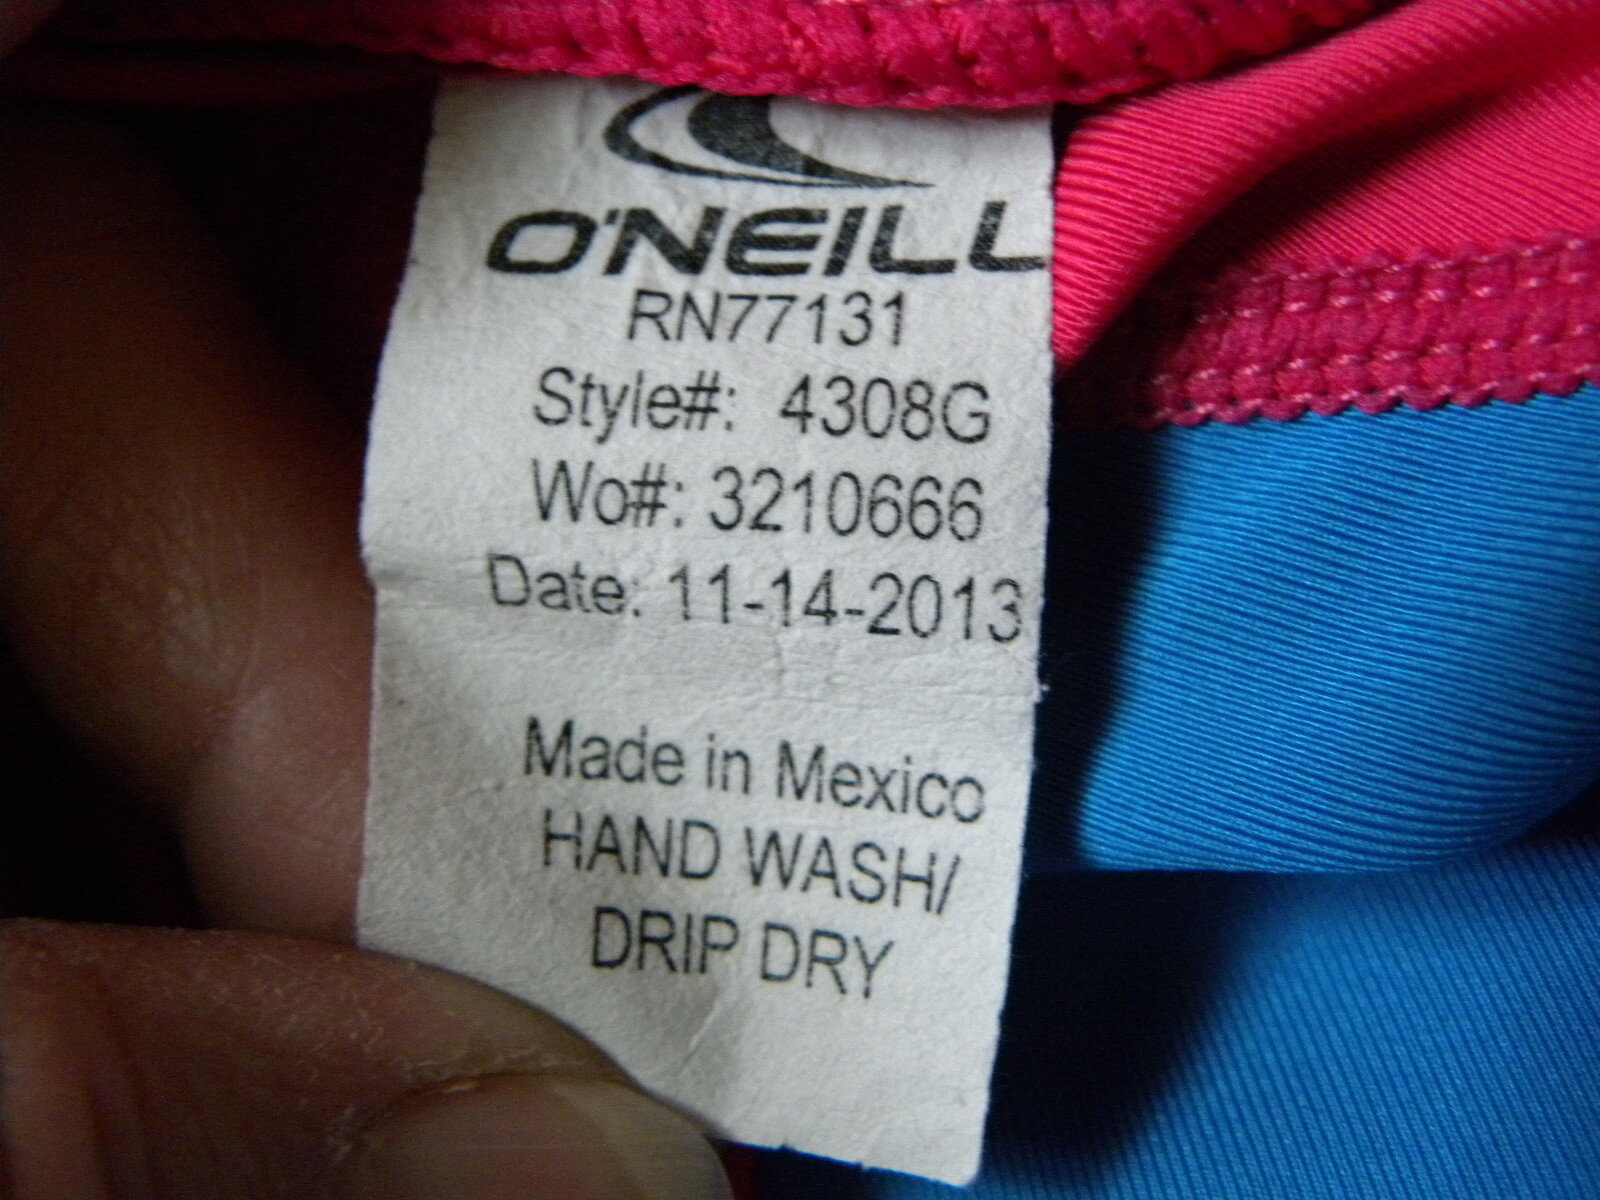 O'NEILL
RN77131
Style#: 4308G
Wo#: 3210666
Date: 11-14-2013
Made in Mexico
HAND WASH/
DRIP DRY